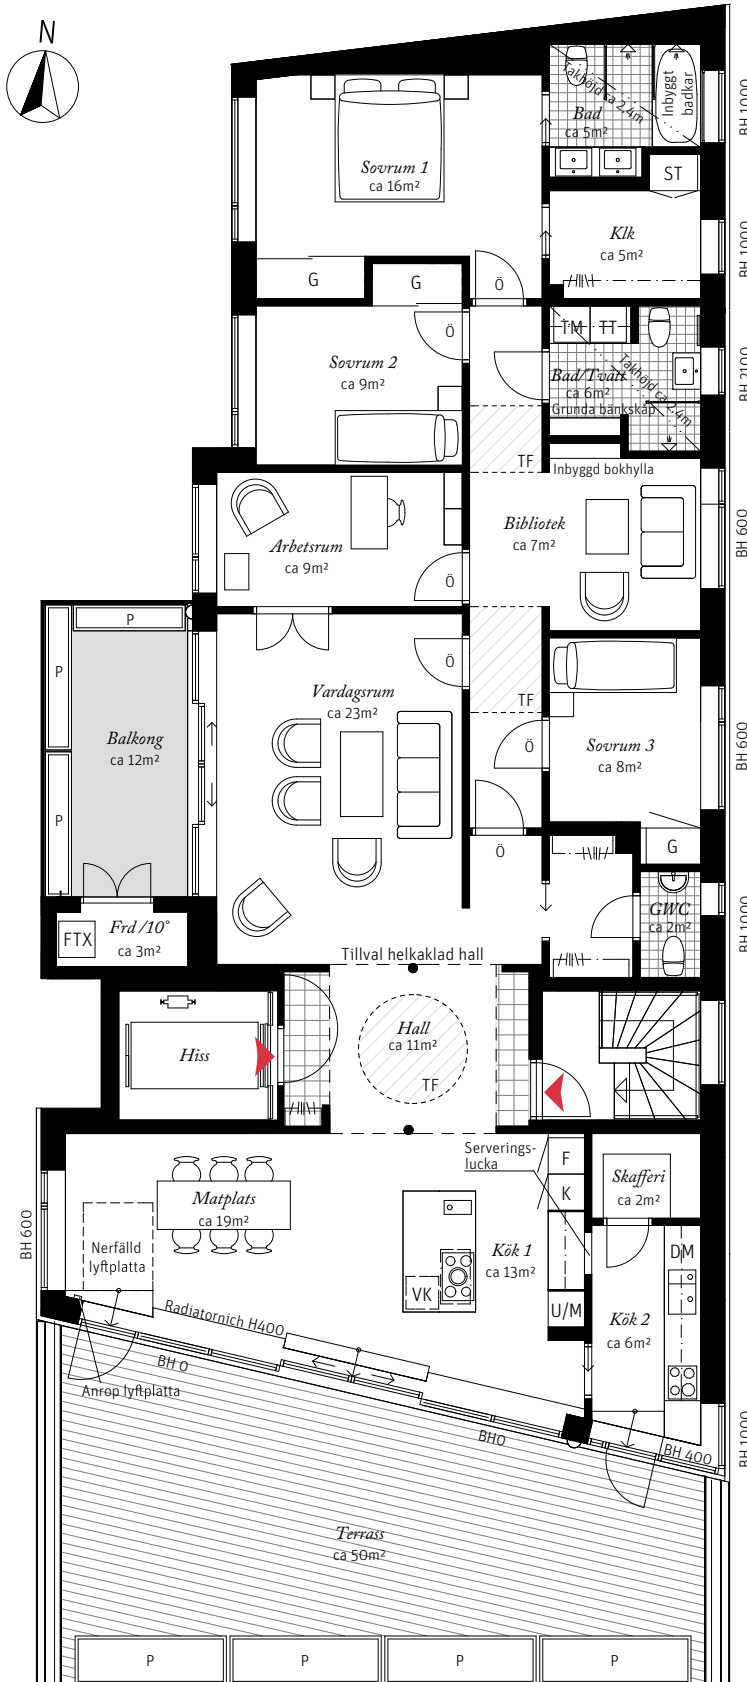 N
Takhöjd ca 2.4m
Inbyggt
badkar
Bad
ca 5m²
BH 1000
Sovrum 1
ca 16m²
ST
Klk
ca 5m²
BH 1000
G
G
Ö
Ö
TM
TT
Sovrum 2
ca 9m²
Bad/Tvätt
ca 6m²
Grunda bänkskåp
Takhöjd ca 2.4m
BH 2100
TF
Inbyggd bokhylla
Bibliotek
ca 7m²
BH 600
Arbetsrum
ca 9m²
Ö
P
P
Ö
Vardagsrum
ca 23m²
TF
Balkong
ca 12m²
Ö
Sovrum 3
ca 8m²
BH 600
P
Ö
G
Frd /10°
ca 3m²
FTX
GWC
ca 2m²
BH 1000
Tillval helkaklad hall
Hall
ca 11m²
TF
Hiss
Serverings-
lucka
F
K
Skafferi
ca 2m²
Matplats
ca 19m²
BH 600
Nerfälld
lyftplatta
Kök 1
ca 13m²
VK
U/M
DM
Kök 2
ca 6m²
Radiatornich H400
BH 0
Anrop lyftplatta
BH0
BH 400
BH 1000
Terrass
ca 50m²
P
P
P
P